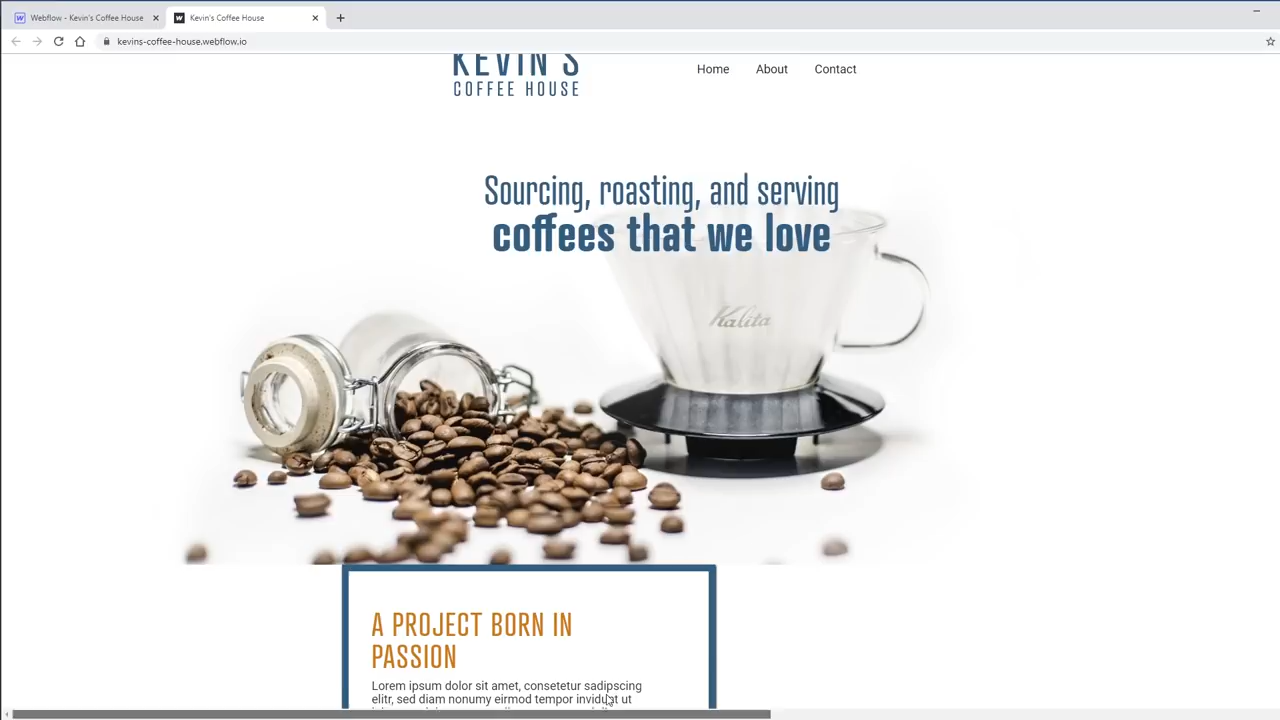 Webflow - Kevin's Coffee House
Kevin's Coffee House
kevins-coffee-house.webflow.io
KEVIN'S
COFFEE HOUSE
Home About Contact
Sourcing, roasting, and serving
coffees that we love
Kalita
A PROJECT BORN IN
PASSION
Lorem ipsum dolor sit amet, consetetur sadipscing
elitr, sed diam nonumy eirmod tempor invidunt ut